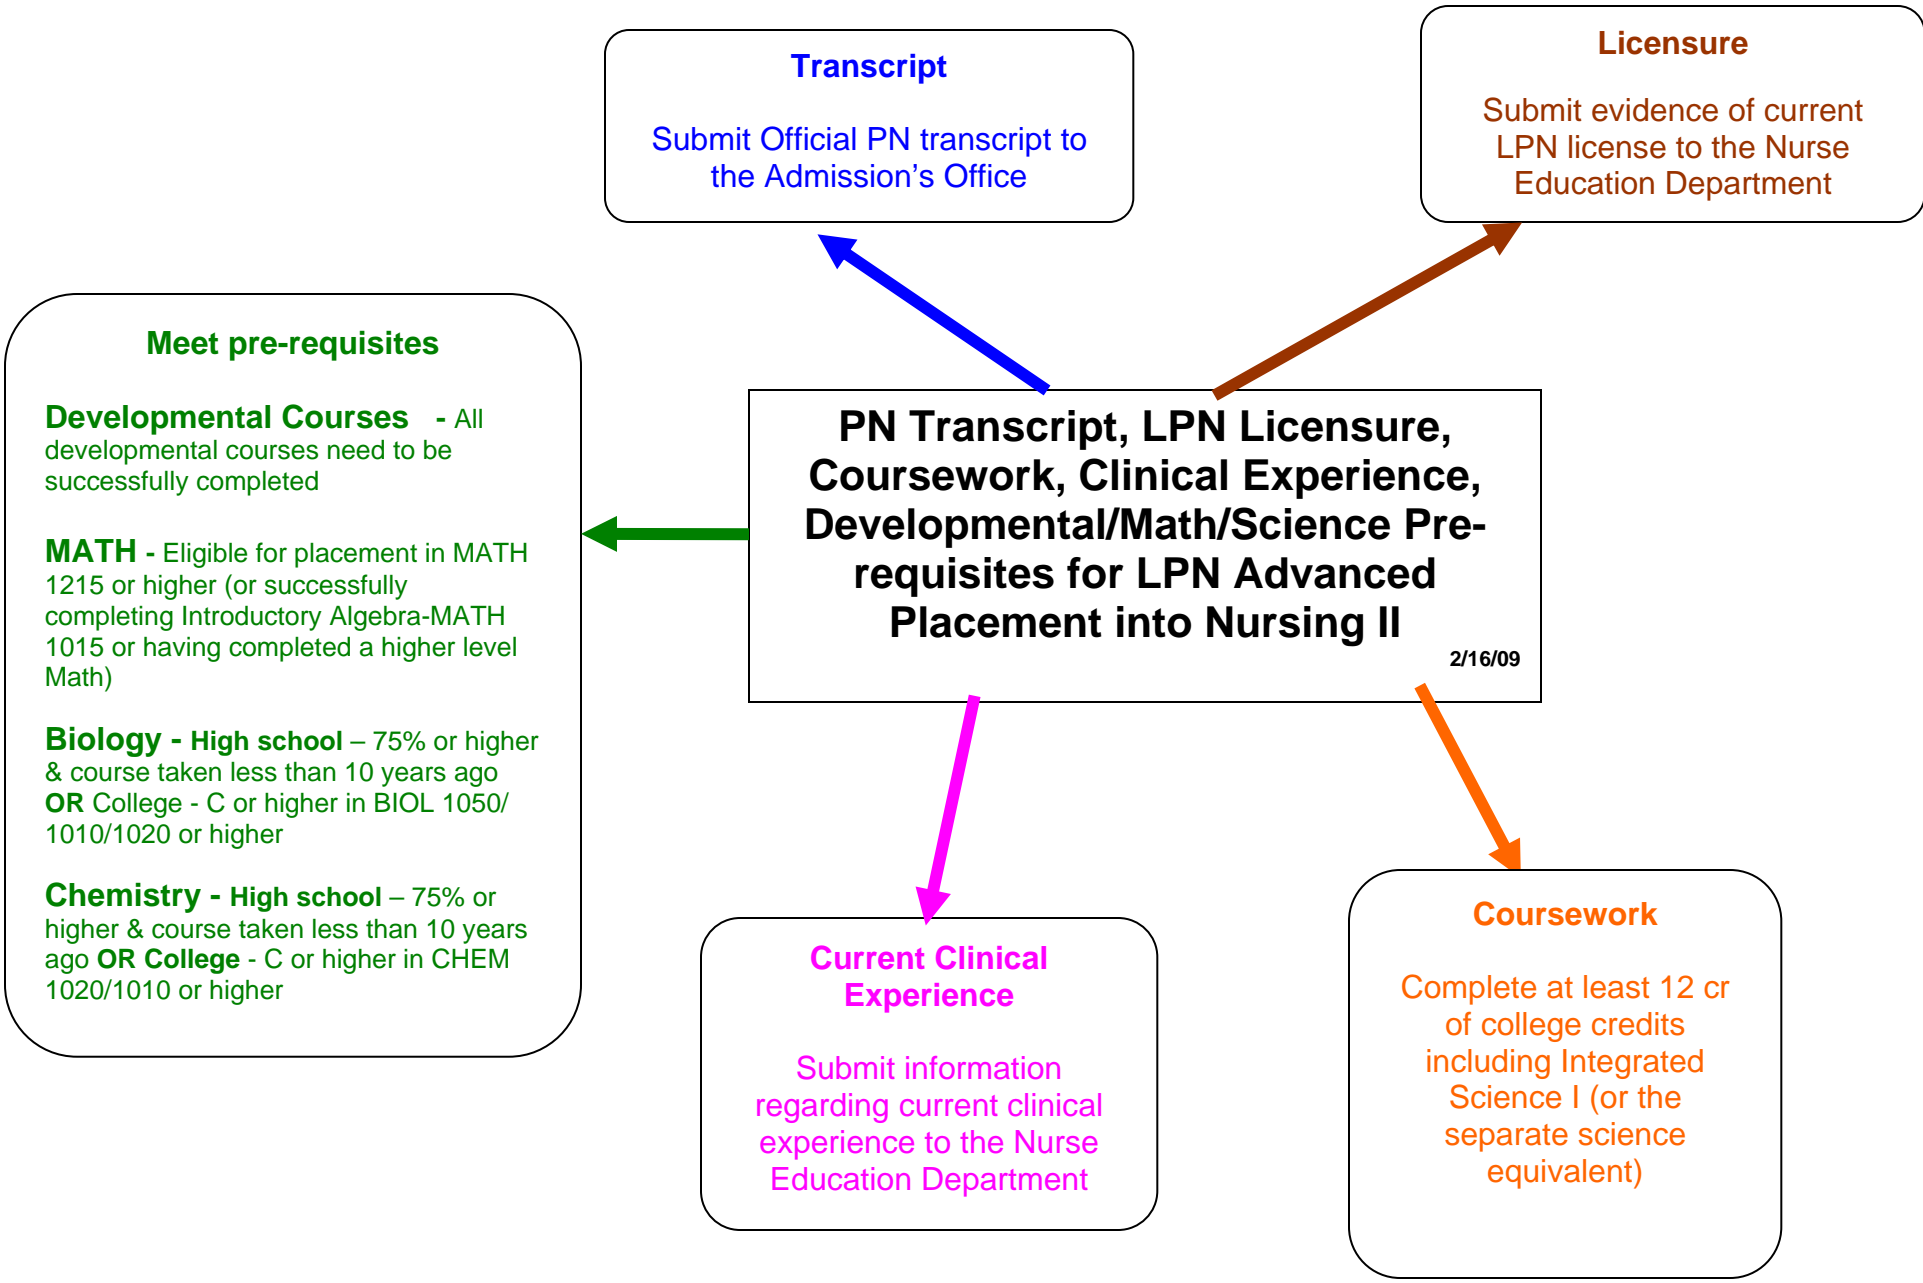 Transcript
Submit Official PN transcript to
the Admission’s Office
Licensure
Submit evidence of current
LPN license to the Nurse
Education Department
Meet pre-requisites
Developmental Courses - All
developmental courses need to be
successfully completed
MATH - Eligible for placement in MATH
1215 or higher (or successfully
completing Introductory Algebra-MATH
1015 or having completed a higher level
Math)
Biology - High school – 75% or higher
& course taken less than 10 years ago
OR College - C or higher in BIOL 1050/
1010/1020 or higher
Chemistry - High school – 75% or
higher & course taken less than 10 years
ago OR College - C or higher in CHEM
1020/1010 or higher
PN Transcript, LPN Licensure,
Coursework, Clinical Experience,
Developmental/Math/Science Pre-
requisites for LPN Advanced
Placement into Nursing II
2/16/09
Current Clinical
Experience
Submit information
regarding current clinical
experience to the Nurse
Education Department
Coursework
Complete at least 12 cr
of college credits
including Integrated
Science I (or the
separate science
equivalent)